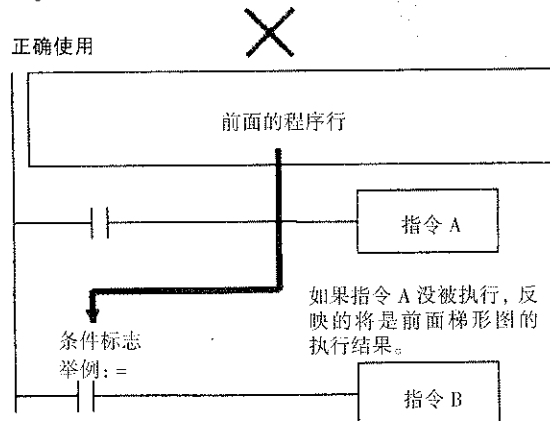 正确使用
前面的程序行
指令 A
如果指令 A 没被执行，反
映的将是前面梯形图的
执行结果。
条件标志
举例：=
指令 B